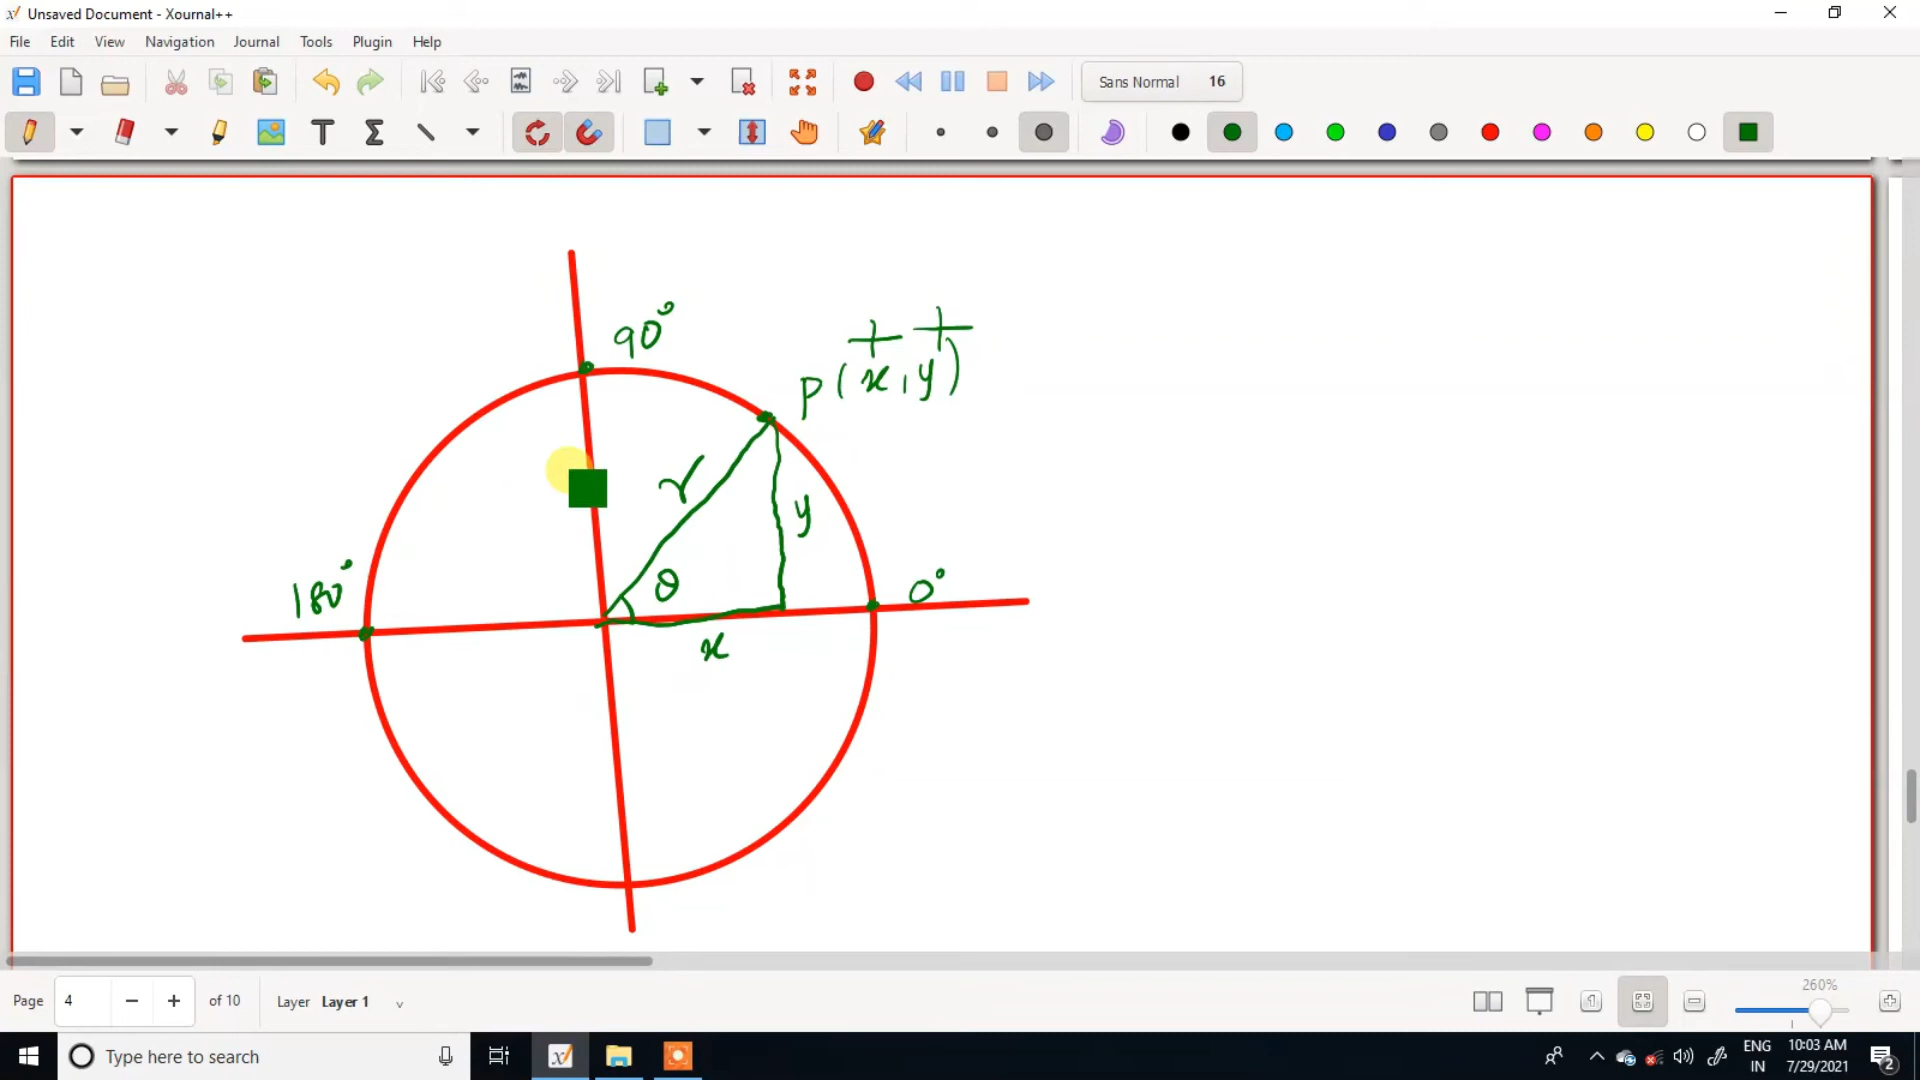 Unsaved Document - Xournal++
File Edit View Navigation Journal Tools Plugin Help
Sans Normal 16
90°
+ +
P(x,y)
r
y
180°
θ
0°
x
Page 4 of 10 Layer Layer 1
260%
Type here to search
ENG
IN
10:03 AM
7/29/2021
2